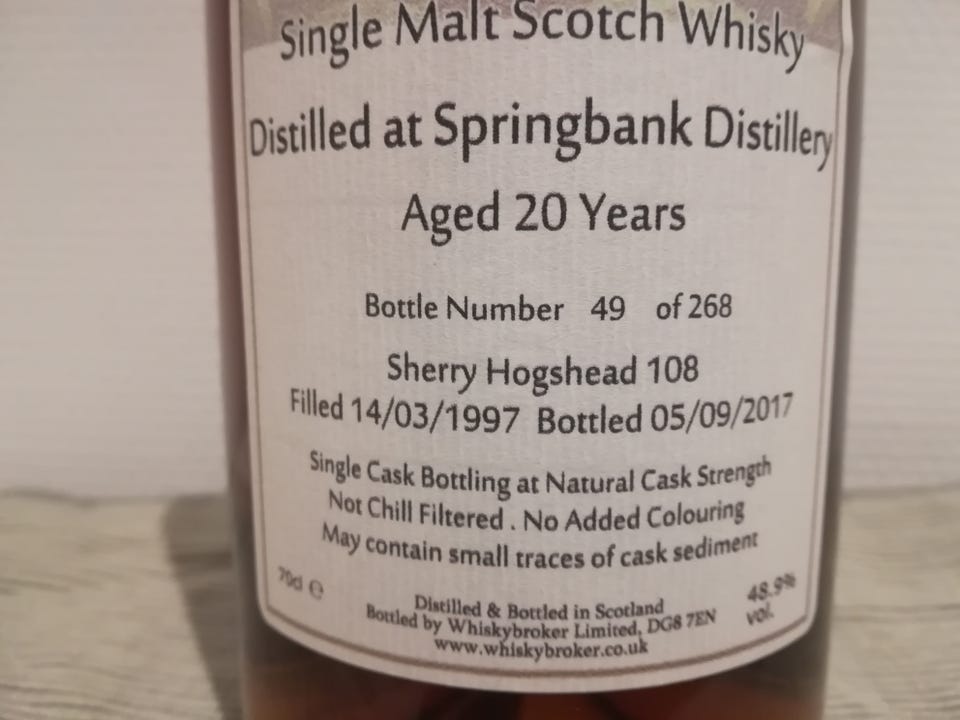 Single Malt Scotch Whisky
Distilled at Springbank Distillery
Aged 20 Years
Bottle Number 49 of 268
Sherry Hogshead 108
Filled 14/03/1997 Bottled 05/09/2017
Single Cask Bottling at Natural Cask Strength
Not Chill Filtered . No Added Colouring
May contain small traces of cask sediment
70cl ℮
Distilled & Bottled in Scotland
Bottled by Whiskybroker Limited, DG8 7EN
www.whiskybroker.co.uk
48.9%
vol.